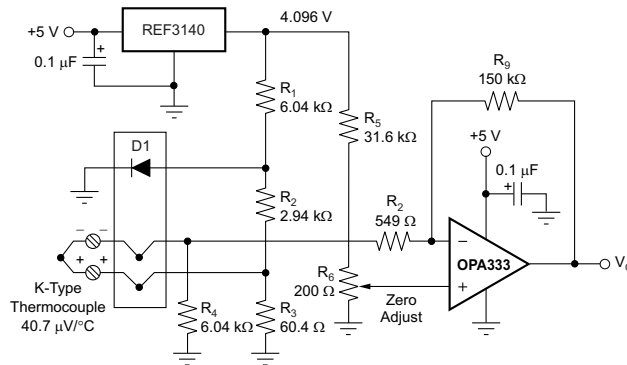 +5 V
REF3140
4.096 V
0.1 μF
+
R1
6.04 kΩ
R5
31.6 kΩ
R9
150 kΩ
+5 V
0.1 μF
+
D1
R2
2.94 kΩ
R2
549 Ω
− −
+ +
K-Type
Thermocouple
40.7 μV/°C
R4
6.04 kΩ
R3
60.4 Ω
R6
200 Ω
Zero
Adjust
−
OPA333
+